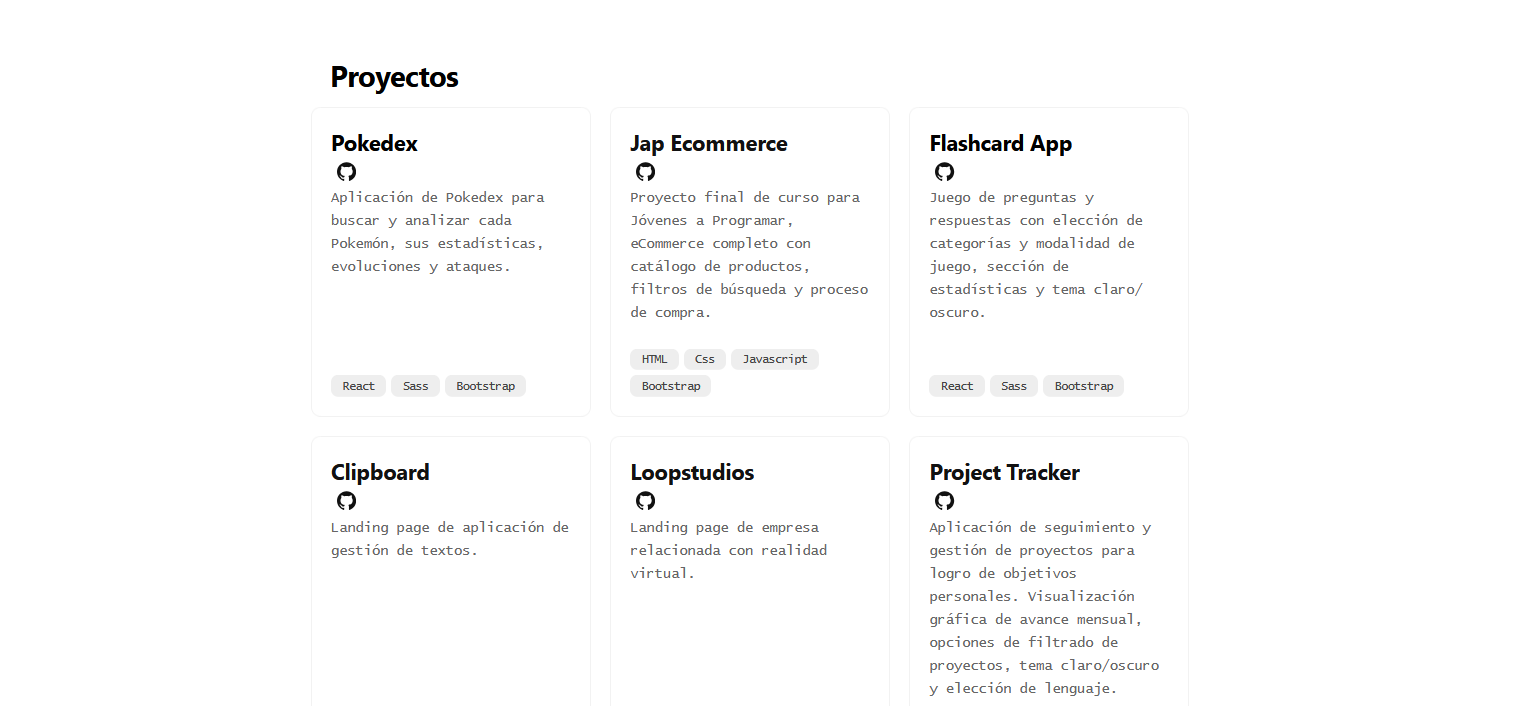 Proyectos
Pokedex
Aplicación de Pokedex para
buscar y analizar cada
Pokemón, sus estadísticas,
evoluciones y ataques.
React Sass Bootstrap
Jap Ecommerce
Proyecto final de curso para
Jóvenes a Programar,
eCommerce completo con
catálogo de productos,
filtros de búsqueda y proceso
de compra.
HTML Css Javascript
Bootstrap
Flashcard App
Juego de preguntas y
respuestas con elección de
categorías y modalidad de
juego, sección de
estadísticas y tema claro/
oscuro.
React Sass Bootstrap
Clipboard
Landing page de aplicación de
gestión de textos.
Loopstudios
Landing page de empresa
relacionada con realidad
virtual.
Project Tracker
Aplicación de seguimiento y
gestión de proyectos para
logro de objetivos
personales. Visualización
gráfica de avance mensual,
opciones de filtrado de
proyectos, tema claro/oscuro
y elección de lenguaje.